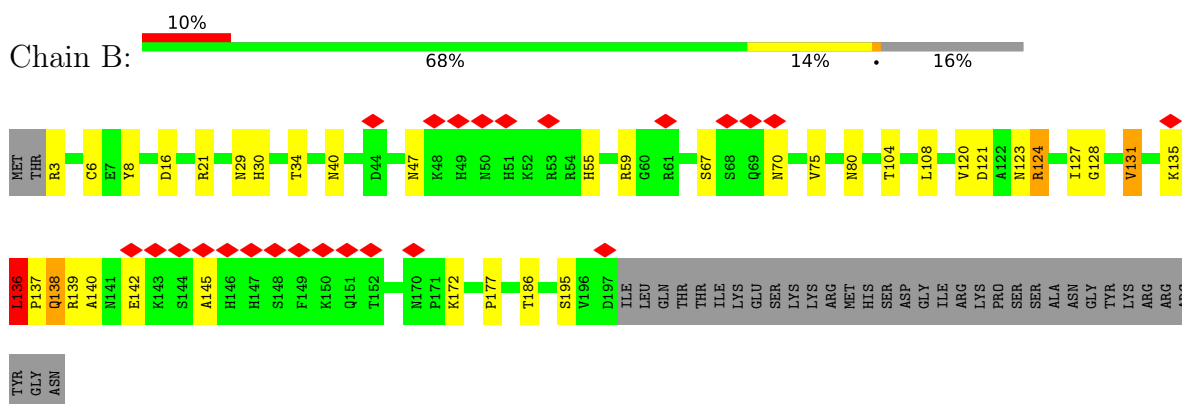 10%
Chain B:
68% 14% • 16%
MET THR R3 C6 E7 Y8 D16 R21 N29 H30 T34 N40 D44 N47 K48 H49 N50 H51 K52 R53 R54 H55 R59 G60 R61 S67 S68 Q69 N70 V75 N80 T104 L108 V120 D121 A122 N123 R124 I127 G128 V131 K135
L136 P137 Q138 R139 A140 N141 E142 K143 S144 A145 H146 H147 S148 F149 K150 Q151 T152 N170 P171 K172 P177 T186 S195 V196 D197 ILE LEU GLN THR THR ILE LYS GLU SER LYS LYS ARG MET HIS SER ASP GLY ILE ARG LYS PRO SER SER ALA ASN GLY TYR LYS ARG ARG ARG
TYR GLY ASN